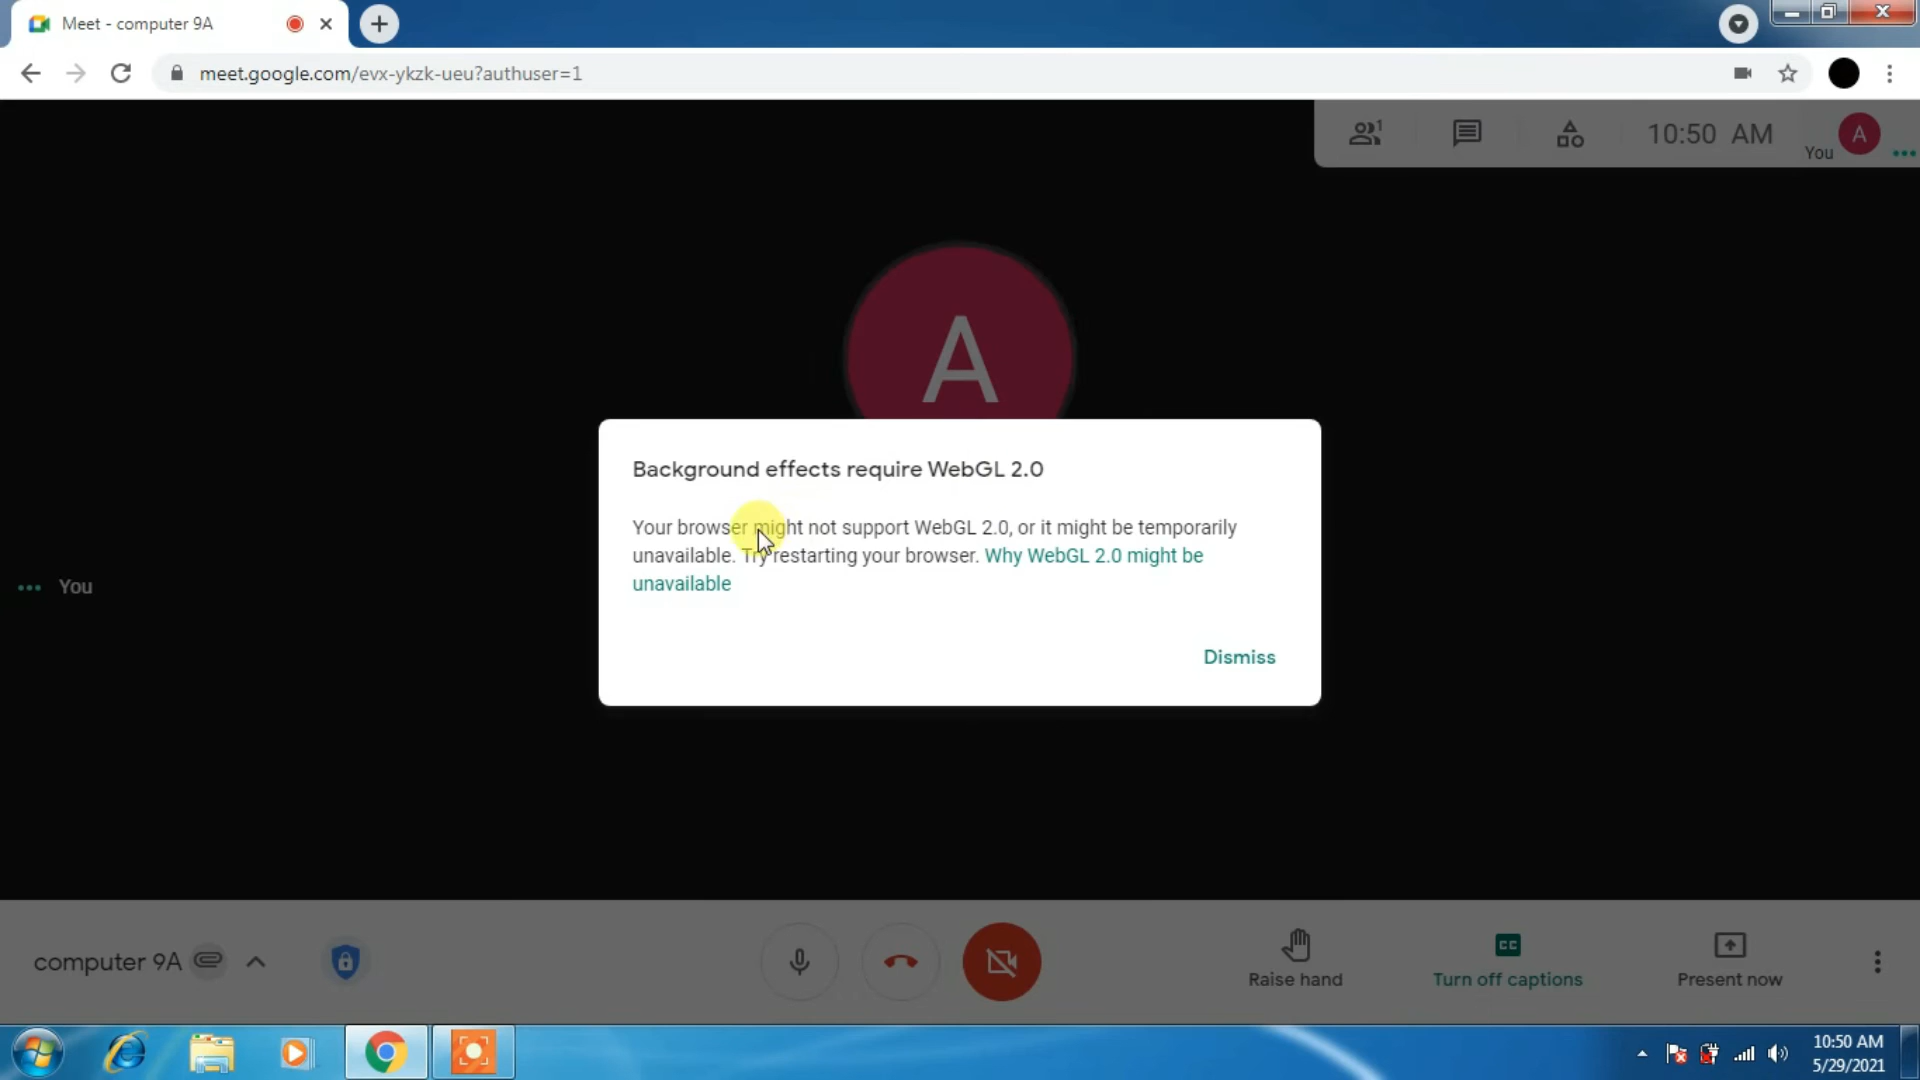 Meet - computer 9A
meet.google.com/evx-ykzk-ueu?authuser=1
1
10:50 AM
You
A
A
Background effects require WebGL 2.0
Your browser might not support WebGL 2.0, or it might be temporarily
unavailable. Try restarting your browser. Why WebGL 2.0 might be
unavailable
Dismiss
You
computer 9A
Raise hand
CC
Turn off captions
Present now
10:50 AM
5/29/2021